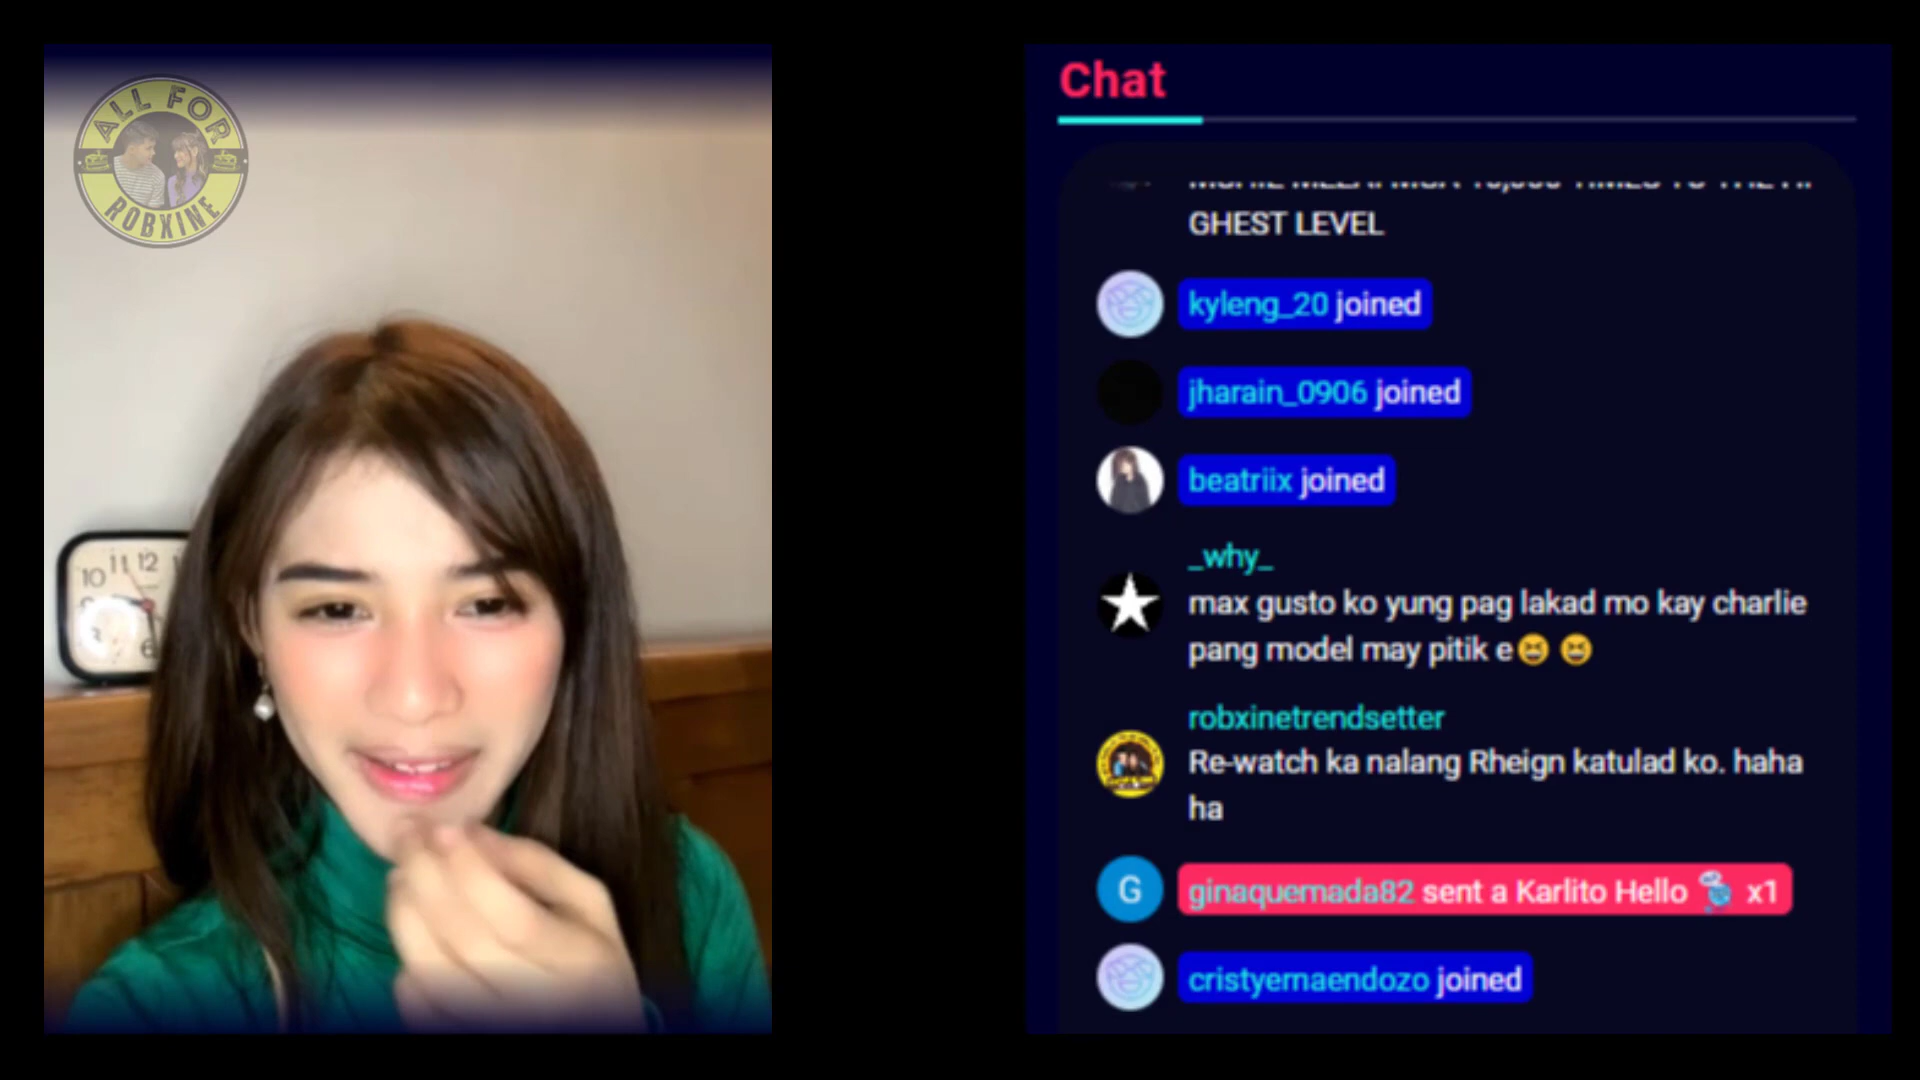 ALL FOR
ROBXINE
10 11 12
Chat
GHEST LEVEL
kyleng_20 joined
jharain_0906 joined
beatriix joined
_why_
max gusto ko yung pag lakad mo kay charlie
pang model may pitik e😆 😆
robxinetrendsetter
Re-watch ka nalang Rheign katulad ko. haha
ha
G
ginaquemada82 sent a Karlito Hello x1
cristyemaendozo joined